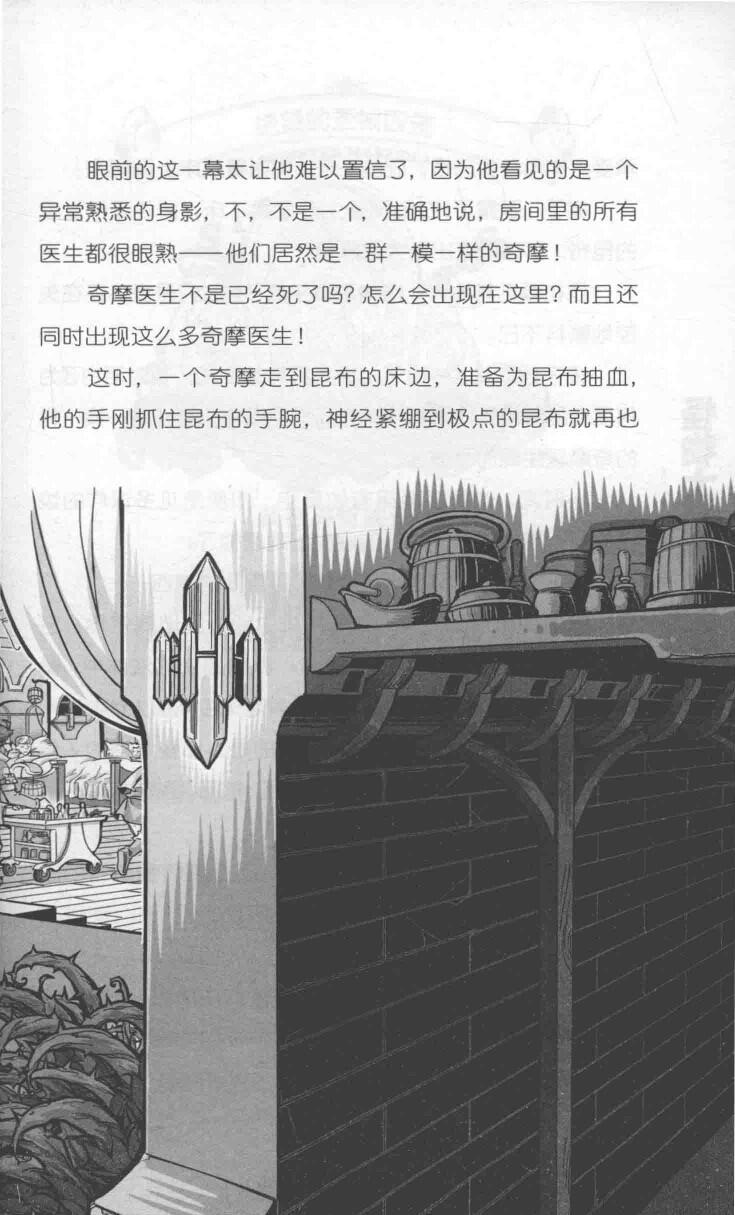 眼前的这一幕太让他难以置信了，因为他看见的是一个
异常熟悉的身影，不，不是一个，准确地说，房间里的所有
医生都很眼熟——他们居然是一群一模一样的奇摩！
奇摩医生不是已经死了吗？怎么会出现在这里？而且还
同时出现这么多奇摩医生！
这时，一个奇摩走到昆布的床边，准备为昆布抽血，
他的手刚抓住昆布的手腕，神经紧绷到极点的昆布就再也